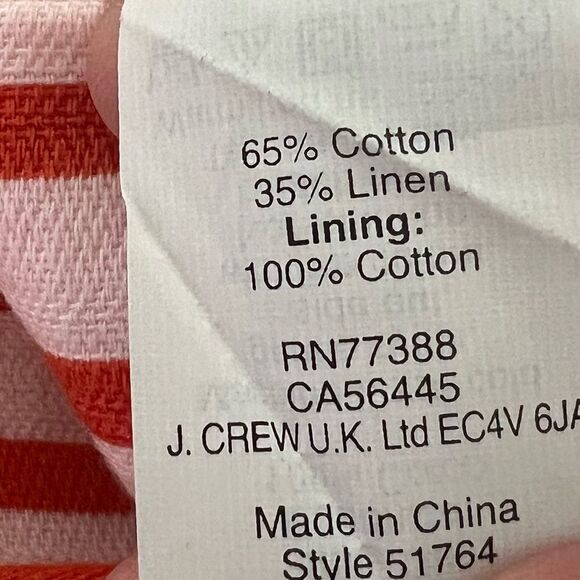 65% Cotton
35% Linen
Lining:
100% Cotton
RN77388
CA56445
J. CREW U.K. Ltd EC4V 6JA
Made in China
Style 51764